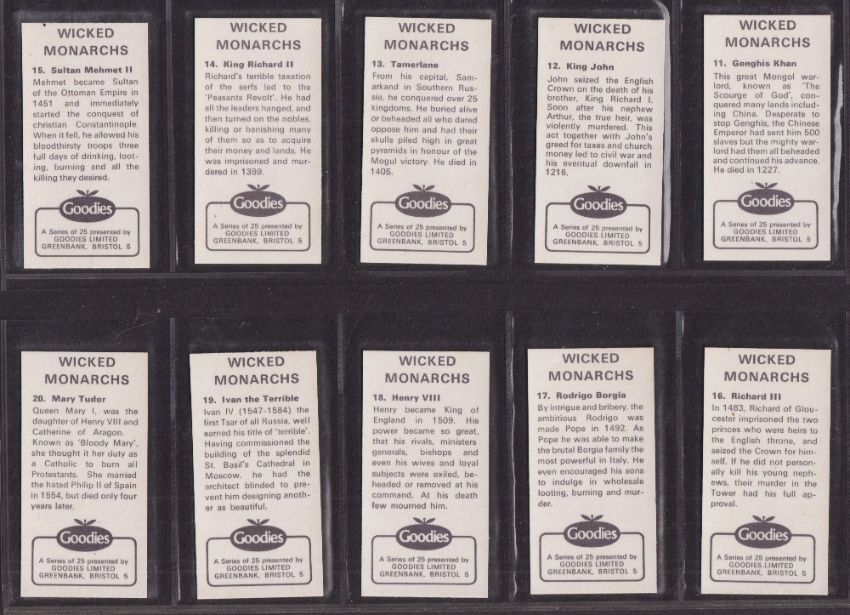 WICKED
MONARCHS
15. Sultan Mehmet II
Mehmet became Sultan
of the Ottoman Empire in
1451 and immediately
started the conquest of
christian Constantinople.
When it fell, he allowed his
bloodthirsty troops three
full days of drinking, loot-
ing, burning and all the
killing they desired.
Goodies
A Series of 25 presented by
GOODIES LIMITED
GREENBANK, BRISTOL 5
WICKED
MONARCHS
14. King Richard II
Richard's terrible taxation
of the serfs led to the
'Peasants Revolt'. He had
all the leaders hanged, and
then turned on the nobles,
killing or banishing many
of them so as to acquire
their money and lands. He
was imprisoned and mur-
dered in 1399.
Goodies
A Series of 25 presented by
GOODIES LIMITED
GREENBANK, BRISTOL 5
WICKED
MONARCHS
13. Tamerlane
From his capital, Sam-
arkand in Southern Rus-
sia, he conquered over 25
kingdoms. He buried alive
or beheaded all who dared
oppose him and had their
skulls piled high in great
pyramids in honour of the
Mogul victory. He died in
1405.
Goodies
A Series of 25 presented by
GOODIES LIMITED
GREENBANK, BRISTOL 5
WICKED
MONARCHS
12. King John
John seized the English
Crown on the death of his
brother, King Richard I.
Soon after his nephew
Arthur, the true heir, was
violently murdered. This
act together with John's
greed for taxes and church
money led to civil war and
his eventual downfall in
1216.
Goodies
A Series of 25 presented by
GOODIES LIMITED
GREENBANK, BRISTOL 5
WICKED
MONARCHS
11. Genghis Khan
This great Mongol war-
lord, known as 'The
Scourge of God', con-
quered many lands includ-
ing China. Desperate to
stop Genghis, the Chinese
Emperor had sent him 500
slaves but the mighty war-
lord had them all beheaded
and continued his advance.
He died in 1227.
Goodies
A Series of 25 presented by
GOODIES LIMITED
GREENBANK, BRISTOL 5
WICKED
MONARCHS
20. Mary Tudor
Queen Mary I, was the
daughter of Henry VIII and
Catherine of Aragon.
Known as 'Bloody Mary',
she thought it her duty as
a Catholic to burn all
Protestants. She married
the hated Philip II of Spain
in 1554, but died only four
years later.
Goodies
A Series of 25 presented by
GOODIES LIMITED
GREENBANK, BRISTOL 5
WICKED
MONARCHS
19. Ivan the Terrible
Ivan IV (1547-1584) the
first Tsar of all Russia, well
earned his title of 'terrible'.
Having commissioned the
building of the splendid
St. Basil's Cathedral in
Moscow, he had the
architect blinded to pre-
vent him designing anoth-
er as beautiful.
Goodies
A Series of 25 presented by
GOODIES LIMITED
GREENBANK, BRISTOL 5
WICKED
MONARCHS
18. Henry VIII
Henry became King of
England in 1509. His
power became so great,
that his rivals, ministers
generals, bishops and
even his wives and loyal
subjects were exiled, be-
headed or removed at his
command. At his death
few mourned him.
Goodies
A Series of 25 presented by
GOODIES LIMITED
GREENBANK, BRISTOL 5
WICKED
MONARCHS
17. Rodrigo Borgia
By intrigue and bribery, the
ambitious Rodrigo was
made Pope in 1492. As
Pope he was able to make
the brutal Borgia family the
most powerful in Italy. He
even encouraged his sons
to indulge in wholesale
looting, burning and mur-
der.
Goodies
A Series of 25 presented by
GOODIES LIMITED
GREENBANK, BRISTOL 5
WICKED
MONARCHS
16. Richard III
In 1483, Richard of Glou-
cester imprisoned the two
princes who were heirs to
the English throne, and
seized the Crown for him-
self. If he did not person-
ally kill his young neph-
ews, their murder in the
Tower had his full ap-
proval.
Goodies
A Series of 25 presented by
GOODIES LIMITED
GREENBANK, BRISTOL 5